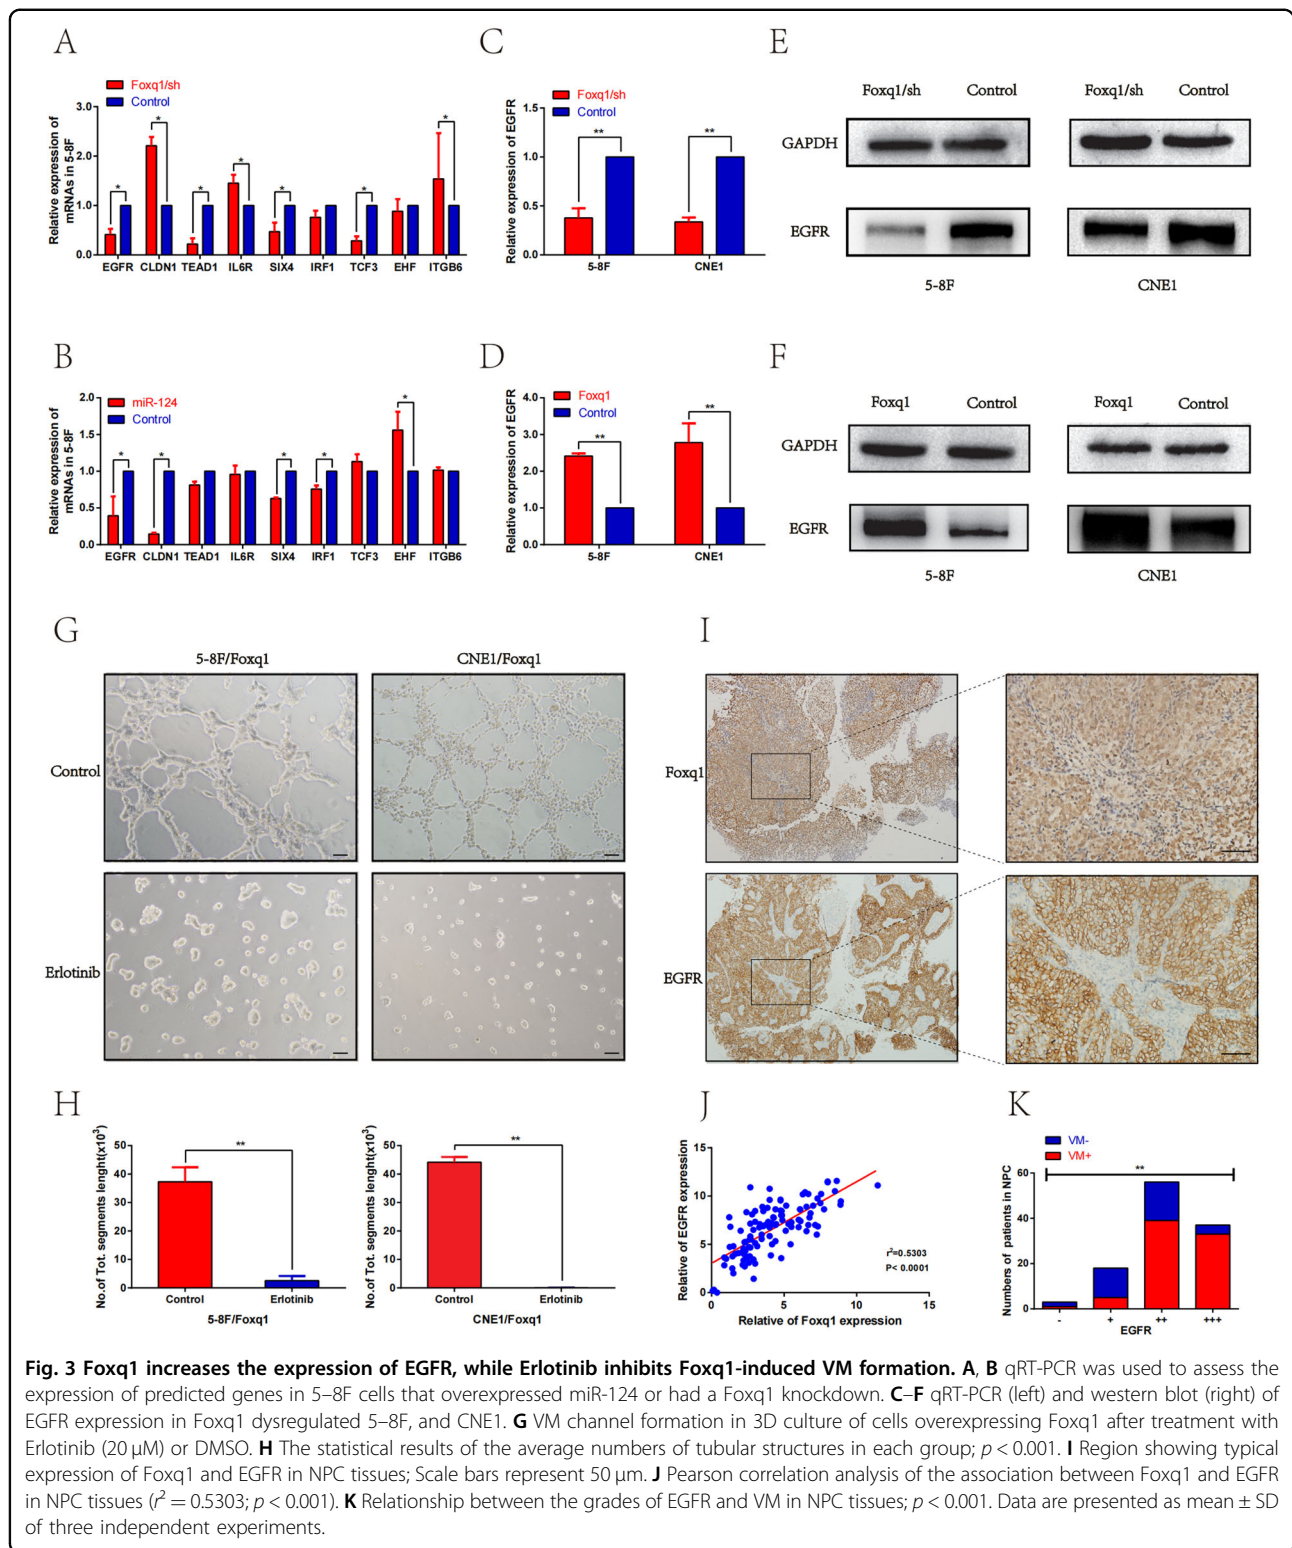 A
Foxq1/sh
Control
Relative expression of
mRNAs in 5-8F
3.0
2.0
1.0
0.0
* * * * * * *
EGFR CLDN1 TEAD1 IL6R SIX4 IRF1 TCF3 EHF ITGB6
C
Foxq1/sh
Control
Relative expression of EGFR
1.5
1.0
0.5
0.0
** **
5-8F CNE1
E
Foxq1/sh Control Foxq1/sh Control
GAPDH
EGFR
5-8F CNE1
B
miR-124
Control
Relative expression of
mRNAs in 5-8F
2.0
1.5
1.0
0.5
0.0
* * * * *
EGFR CLDN1 TEAD1 IL6R SIX4 IRF1 TCF3 EHF ITGB6
D
Foxq1
Control
Relative expression of EGFR
4.0
3.0
2.0
1.0
0.0
** **
5-8F CNE1
F
Foxq1 Control Foxq1 Control
GAPDH
EGFR
5-8F CNE1
G
5-8F/Foxq1 CNE1/Foxq1
Control
Erlotinib
I
Foxq1
EGFR
H
No.of Tot. segments lenght(x10³)
50
40
30
20
10
0
**
Control Erlotinib
5-8F/Foxq1
No.of Tot. segments lenght(x10³)
50
40
30
20
10
0
**
Control Erlotinib
CNE1/Foxq1
J
Relative of EGFR expression
15
10
5
0
r²=0.5303
P< 0.0001
0 5 10 15
Relative of Foxq1 expression
K
VM-
VM+
Numbers of patients in NPC
60
40
20
0
**
- + ++ +++
EGFR
Fig. 3 Foxq1 increases the expression of EGFR, while Erlotinib inhibits Foxq1-induced VM formation. A, B qRT-PCR was used to assess the
expression of predicted genes in 5–8F cells that overexpressed miR-124 or had a Foxq1 knockdown. C–F qRT-PCR (left) and western blot (right) of
EGFR expression in Foxq1 dysregulated 5–8F, and CNE1. G VM channel formation in 3D culture of cells overexpressing Foxq1 after treatment with
Erlotinib (20 μM) or DMSO. H The statistical results of the average numbers of tubular structures in each group; p < 0.001. I Region showing typical
expression of Foxq1 and EGFR in NPC tissues; Scale bars represent 50 μm. J Pearson correlation analysis of the association between Foxq1 and EGFR
in NPC tissues (r² = 0.5303; p < 0.001). K Relationship between the grades of EGFR and VM in NPC tissues; p < 0.001. Data are presented as mean ± SD
of three independent experiments.